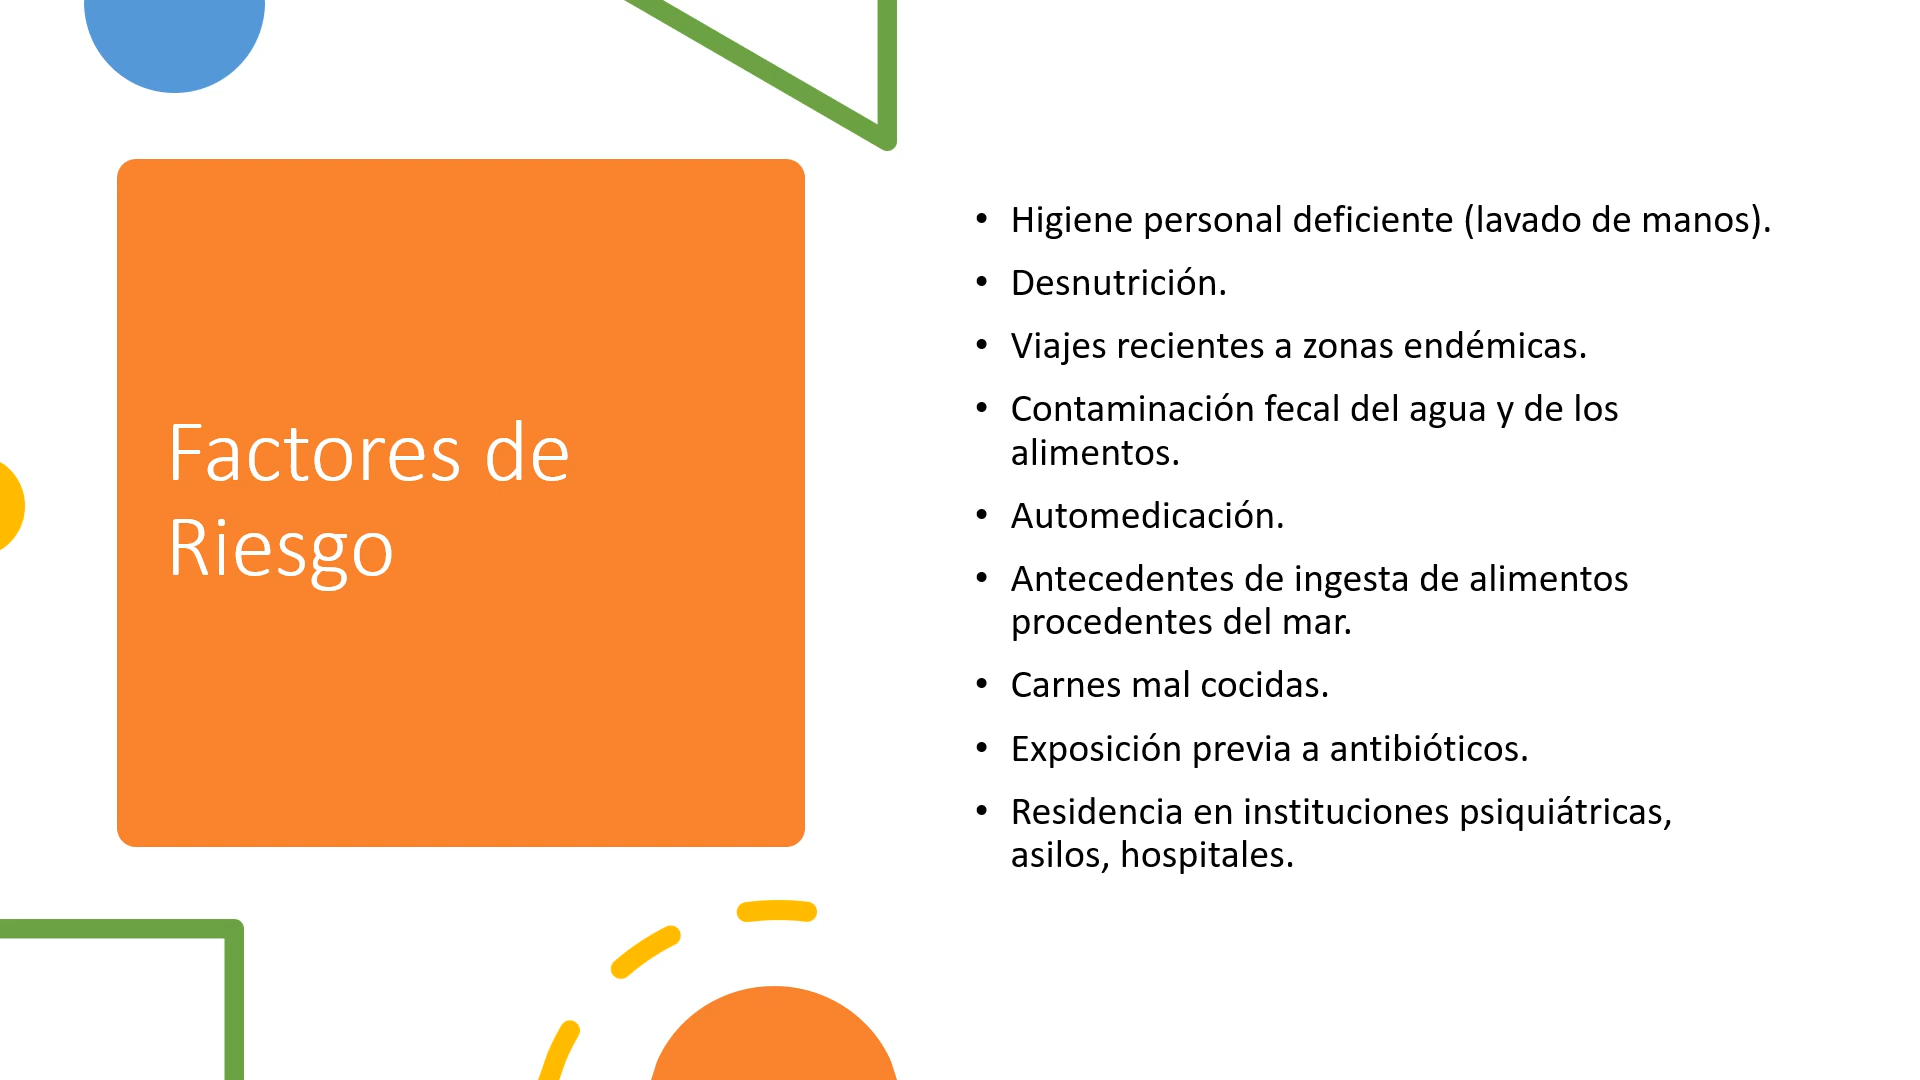 Factores de
Riesgo
• Higiene personal deficiente (lavado de manos).
• Desnutrición.
• Viajes recientes a zonas endémicas.
• Contaminación fecal del agua y de los
alimentos.
• Automedicación.
• Antecedentes de ingesta de alimentos
procedentes del mar.
• Carnes mal cocidas.
• Exposición previa a antibióticos.
• Residencia en instituciones psiquiátricas,
asilos, hospitales.